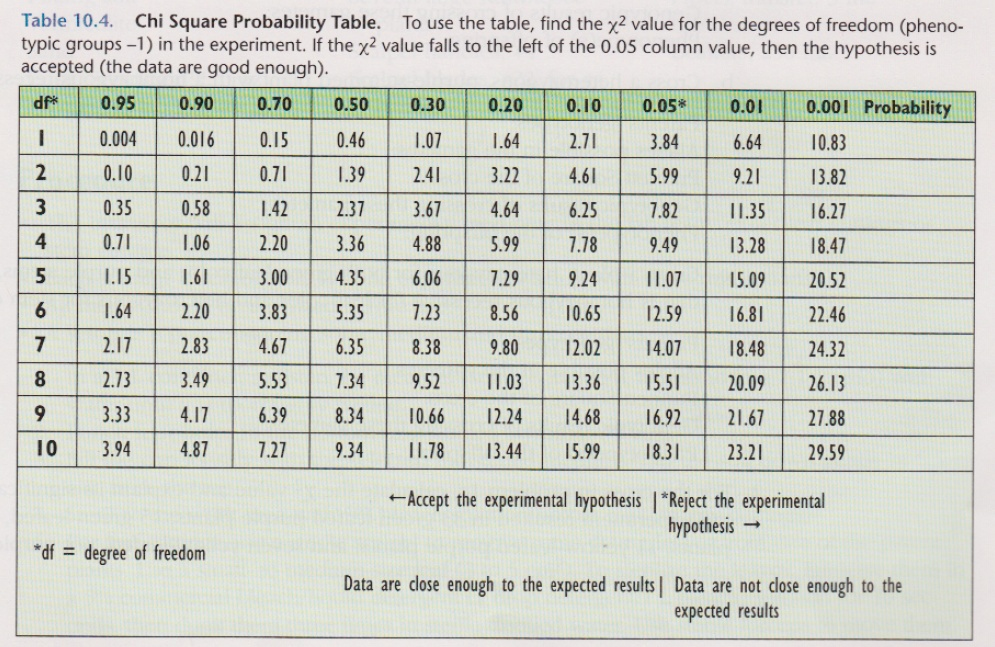 Table 10.4. Chi Square Probability Table. To use the table, find the χ² value for the degrees of freedom (pheno-
typic groups –1) in the experiment. If the χ² value falls to the left of the 0.05 column value, then the hypothesis is
accepted (the data are good enough).
df* 0.95 0.90 0.70 0.50 0.30 0.20 0.10 0.05* 0.01 0.001 Probability
1 0.004 0.016 0.15 0.46 1.07 1.64 2.71 3.84 6.64 10.83
2 0.10 0.21 0.71 1.39 2.41 3.22 4.61 5.99 9.21 13.82
3 0.35 0.58 1.42 2.37 3.67 4.64 6.25 7.82 11.35 16.27
4 0.71 1.06 2.20 3.36 4.88 5.99 7.78 9.49 13.28 18.47
5 1.15 1.61 3.00 4.35 6.06 7.29 9.24 11.07 15.09 20.52
6 1.64 2.20 3.83 5.35 7.23 8.56 10.65 12.59 16.81 22.46
7 2.17 2.83 4.67 6.35 8.38 9.80 12.02 14.07 18.48 24.32
8 2.73 3.49 5.53 7.34 9.52 11.03 13.36 15.51 20.09 26.13
9 3.33 4.17 6.39 8.34 10.66 12.24 14.68 16.92 21.67 27.88
10 3.94 4.87 7.27 9.34 11.78 13.44 15.99 18.31 23.21 29.59
←Accept the experimental hypothesis | *Reject the experimental
hypothesis →
*df = degree of freedom
Data are close enough to the expected results | Data are not close enough to the
expected results